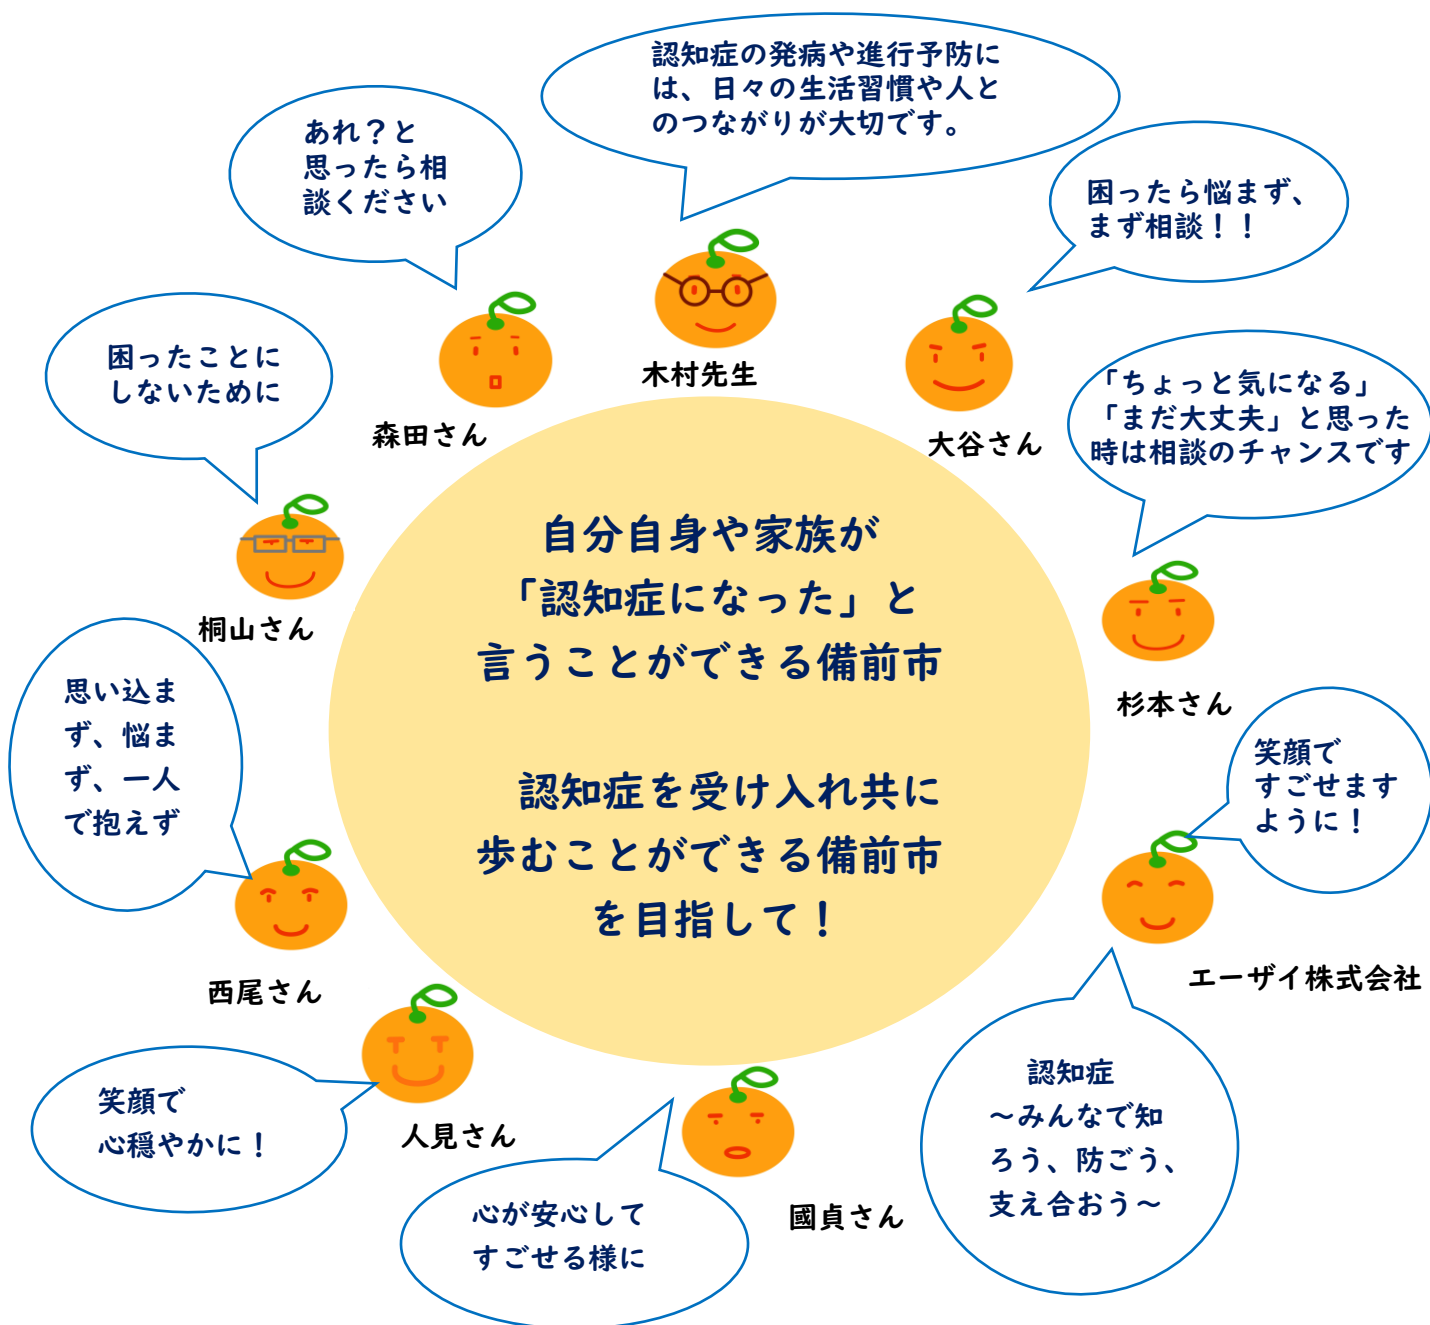 認知症の発病や進行予防に
は、日々の生活習慣や人と
のつながりが大切です。
木村先生
あれ？と
思ったら相
談ください
森田さん
困ったら悩まず、
まず相談！！
大谷さん
困ったことに
しないために
桐山さん
「ちょっと気になる」
「まだ大丈夫」と思った
時は相談のチャンスです
杉本さん
自分自身や家族が
「認知症になった」と
言うことができる備前市
認知症を受け入れ共に
歩むことができる備前市
を目指して！
思い込ま
ず、悩ま
ず、一人
で抱えず
西尾さん
笑顔で
すごせます
ように！
エーザイ株式会社
認知症
～みんなで知
ろう、防ごう、
支え合おう～
笑顔で
心穏やかに！
人見さん
心が安心して
すごせる様に
國貞さん